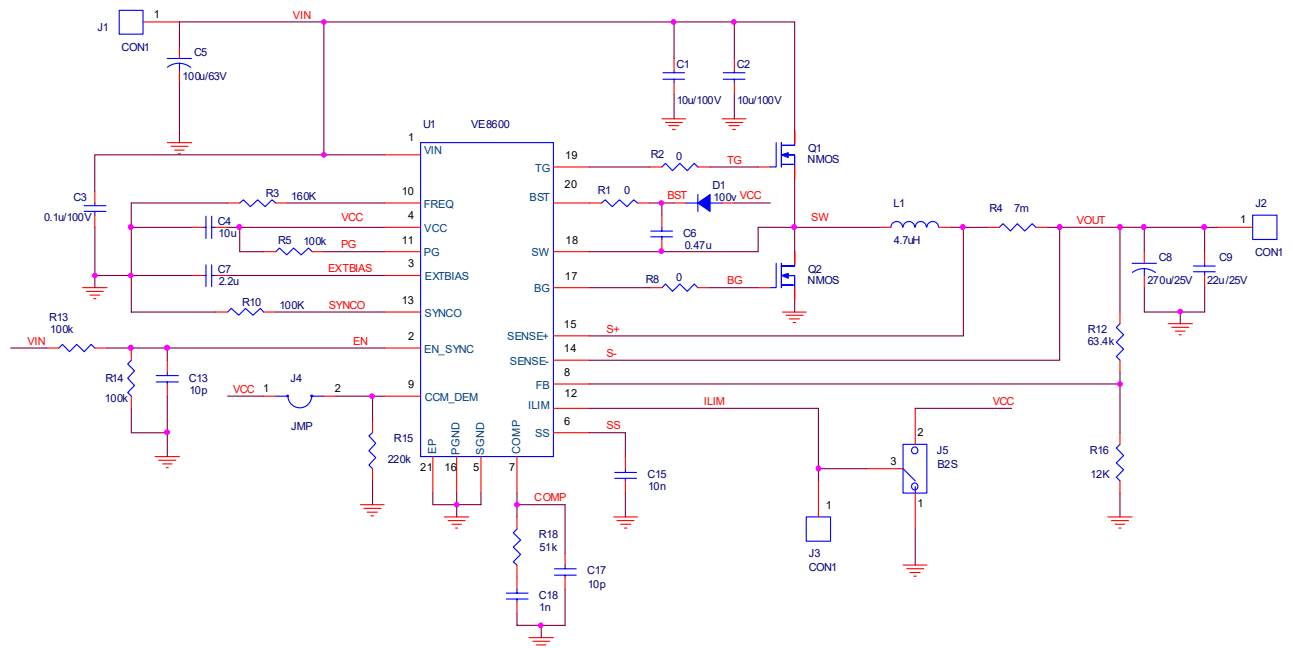 J1
1
CON1
VIN
C5
100u/63V
C1
10u/100V
C2
10u/100V
U1
VE8600
1
VIN
C3
0.1u/100V
R3
160K
10
FREQ
C4
10u
VCC
4
VCC
R5
100k
PG
11
PG
C7
2.2u
EXTBIAS
3
EXTBIAS
R10
100K
SYNCO
13
SYNCO
R13
100k
VIN
EN
2
EN_SYNC
R14
100k
C13
10p
VCC
1
J4
2
JMP
9
CCM_DEM
R15
220k
EP
PGND
SGND
COMP
21
16
5
7
COMP
R18
51k
C17
10p
C18
1n
TG
19
R2
0
TG
Q1
NMOS
BST
20
R1
0
BST
D1
100v
VCC
C6
0.47u
SW
SW
18
BG
17
R8
0
BG
Q2
NMOS
L1
4.7uH
R4
7m
VOUT
1
J2
CON1
C8
270u/25V
C9
22u/25V
SENSE+
15
S+
SENSE-
14
S-
FB
8
R12
63.4k
ILIM
12
ILIM
VCC
SS
6
SS
C15
10n
2
3
1
J5
B2S
R16
12K
1
J3
CON1